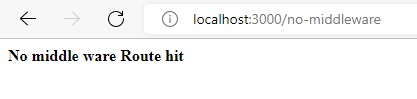 localhost:3000/no-middleware
No middle ware Route hit